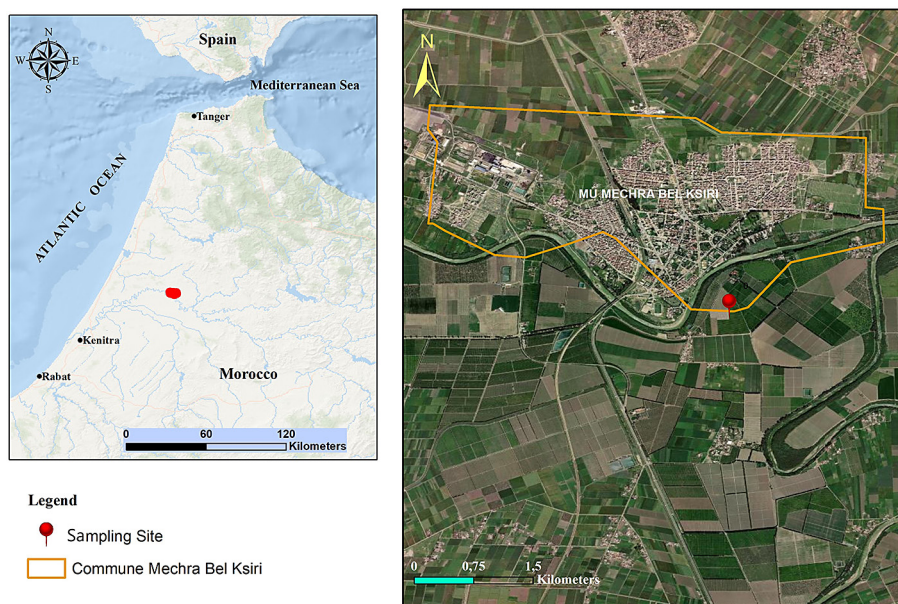 N
W E
S
Spain
Mediterranean Sea
Tanger
ATLANTIC OCEAN
Kenitra
Rabat
Morocco
0 60 120
Kilometers
Legend
Sampling Site
Commune Mechra Bel Ksiri
N
MU MECHRA BEL KSIRI
0 0,75 1,5
Kilometers